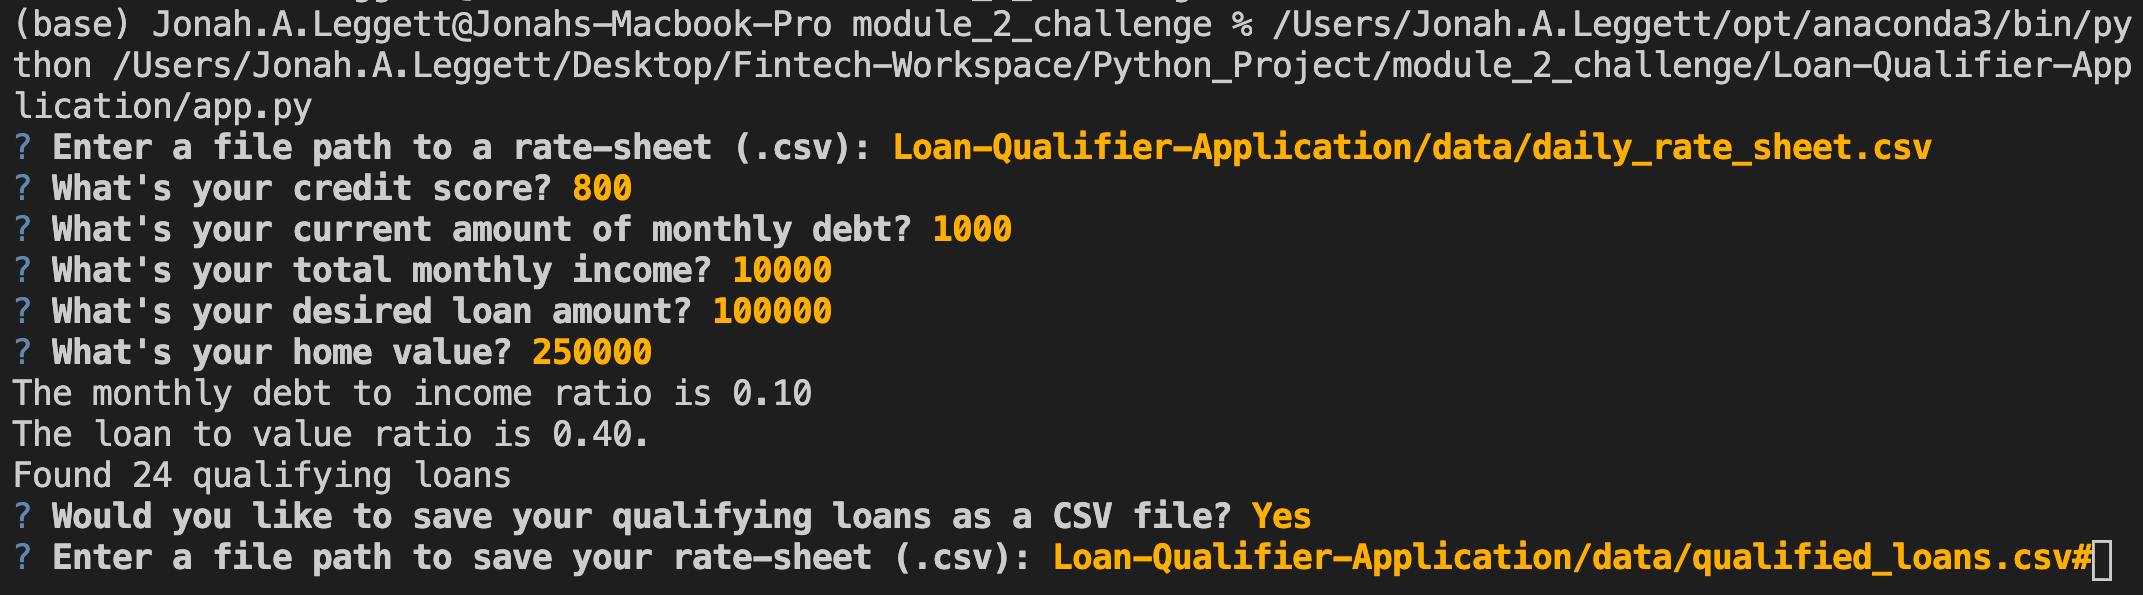 (base) Jonah.A.Leggett@Jonahs-Macbook-Pro module_2_challenge % /Users/Jonah.A.Leggett/opt/anaconda3/bin/py
thon /Users/Jonah.A.Leggett/Desktop/Fintech-Workspace/Python_Project/module_2_challenge/Loan-Qualifier-App
lication/app.py
? Enter a file path to a rate-sheet (.csv): Loan-Qualifier-Application/data/daily_rate_sheet.csv
? What's your credit score? 800
? What's your current amount of monthly debt? 1000
? What's your total monthly income? 10000
? What's your desired loan amount? 100000
? What's your home value? 250000
The monthly debt to income ratio is 0.10
The loan to value ratio is 0.40.
Found 24 qualifying loans
? Would you like to save your qualifying loans as a CSV file? Yes
? Enter a file path to save your rate-sheet (.csv): Loan-Qualifier-Application/data/qualified_loans.csv#